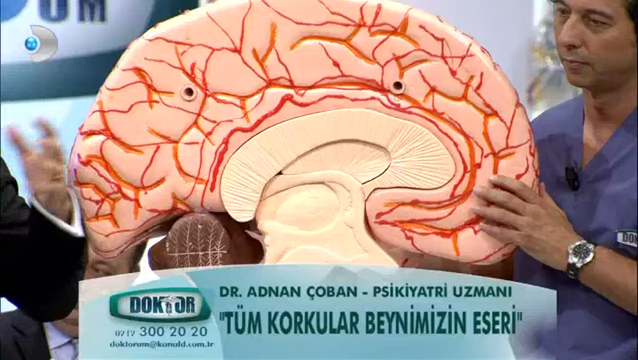 UM
DR. ADNAN ÇOBAN - PSİKİYATRİ UZMANI
DOKTOR
"TÜM KORKULAR BEYNİMİZİN ESERİ"
0212 300 20 20
doktorum@kanald.com.tr